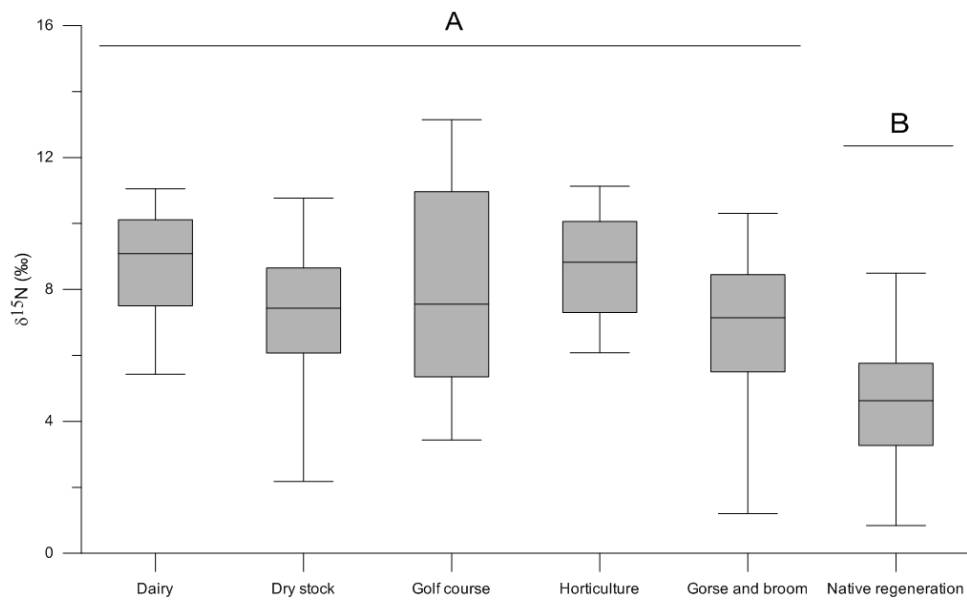 A
B
16
12
8
4
0
δ¹⁵N (‰)
Dairy
Dry stock
Golf course
Horticulture
Gorse and broom
Native regeneration